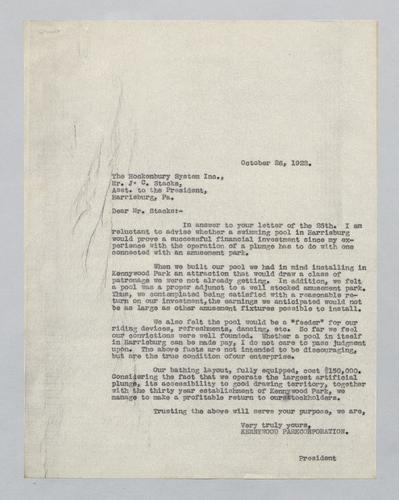 October 26, 1928.
The Hockenbury System Inc.,
Mr. J. C. Stacks,
Asst. to the President,
Harrisburg, Pa.
Dear Mr. Stacks:-
In answer to your letter of the 25th. I am
reluctant to advise whether a swimming pool in Harrisburg
would prove a successful financial investment since my ex-
perience with the operation of a plunge has to do with one
connected with an amusement park.
When we built our pool we had in mind installing in
Kennywood Park an attraction that would draw a class of
patronage we were not already getting. In addition, we felt
a pool was a proper adjunct to a well stocked amusement park.
Thus, we contemplated being satisfied with a reasonable re-
turn on our investment, the earnings we anticipated would not
be as large as other amusement fixtures possible to install.
We also felt the pool would be a "feeder" for our
riding devices, refreshments, dancing, etc. So far we feel
our convictions were well founded. Whether a pool in itself
in Harrisburg can be made pay, I do not care to pass judgment
upon. The above facts are not intended to be discouraging,
but are the true condition ofour enterprise.
Our bathing layout, fully equipped, cost $150,000.
Considering the fact that we operate the largest artificial
plunge, its accessibility to good drawing territory, together
with the thirty year establishment of Kennywood Park, we
manage to make a profitable return to our stockholders.
Trusting the above will serve your purpose, we are,
Very truly yours,
KENNYWOOD PARKCORPORATION.
President